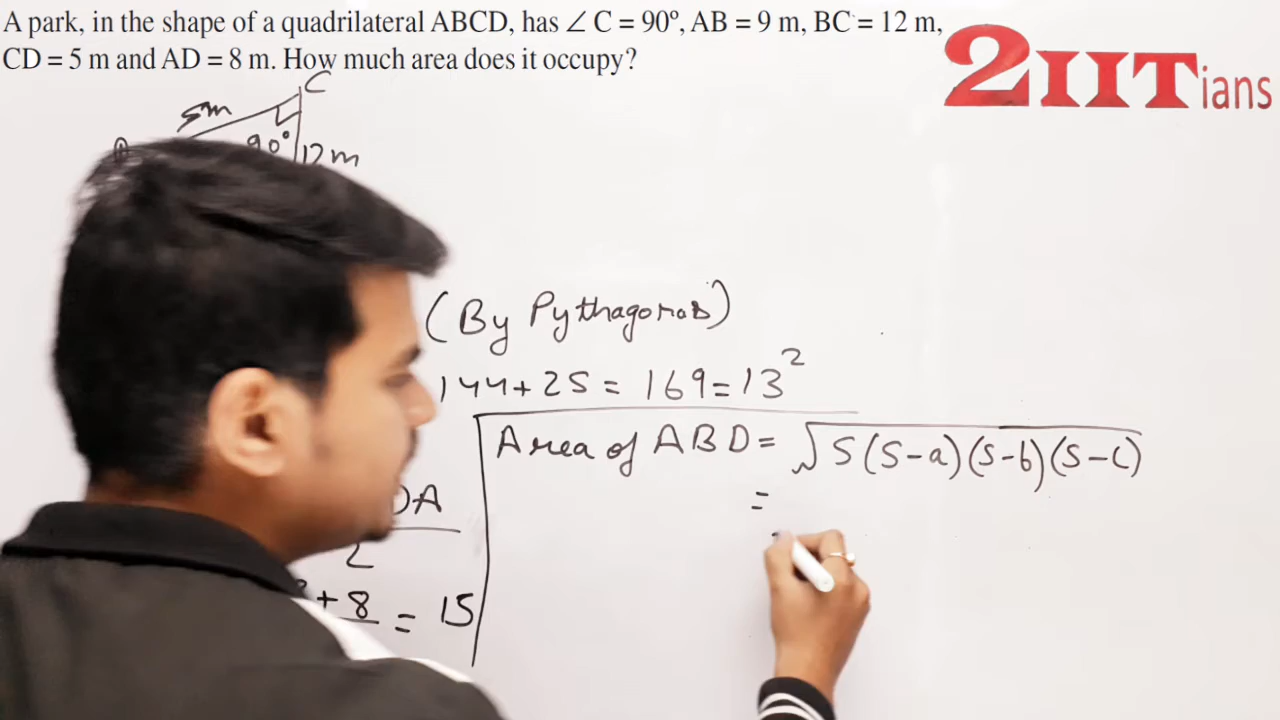 A park, in the shape of a quadrilateral ABCD, has ∠ C = 90º, AB = 9 m, BC = 12 m,
CD = 5 m and AD = 8 m. How much area does it occupy?
2IITians
C
5m
90°
12m
(By Pythagoras)
144+25 = 169 = 13²
Area of ABD = √S(S-a)(S-b)(S-c)
=
DA
2
+ 8 = 15